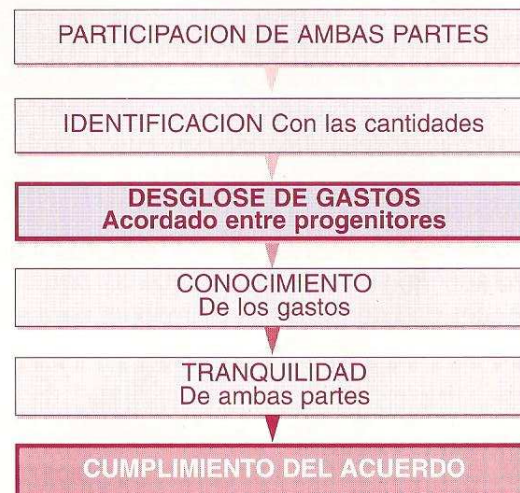 PARTICIPACION DE AMBAS PARTES
IDENTIFICACION Con las cantidades
DESGLOSE DE GASTOS
Acordado entre progenitores
CONOCIMIENTO
De los gastos
TRANQUILIDAD
De ambas partes
CUMPLIMIENTO DEL ACUERDO